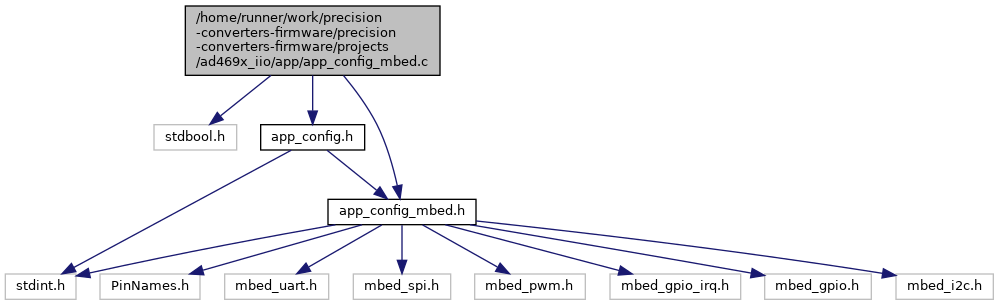 /home/runner/work/precision
-converters-firmware/precision
-converters-firmware/projects
/ad469x_iio/app/app_config_mbed.c
stdbool.h
app_config.h
app_config_mbed.h
stdint.h
PinNames.h
mbed_uart.h
mbed_spi.h
mbed_pwm.h
mbed_gpio_irq.h
mbed_gpio.h
mbed_i2c.h